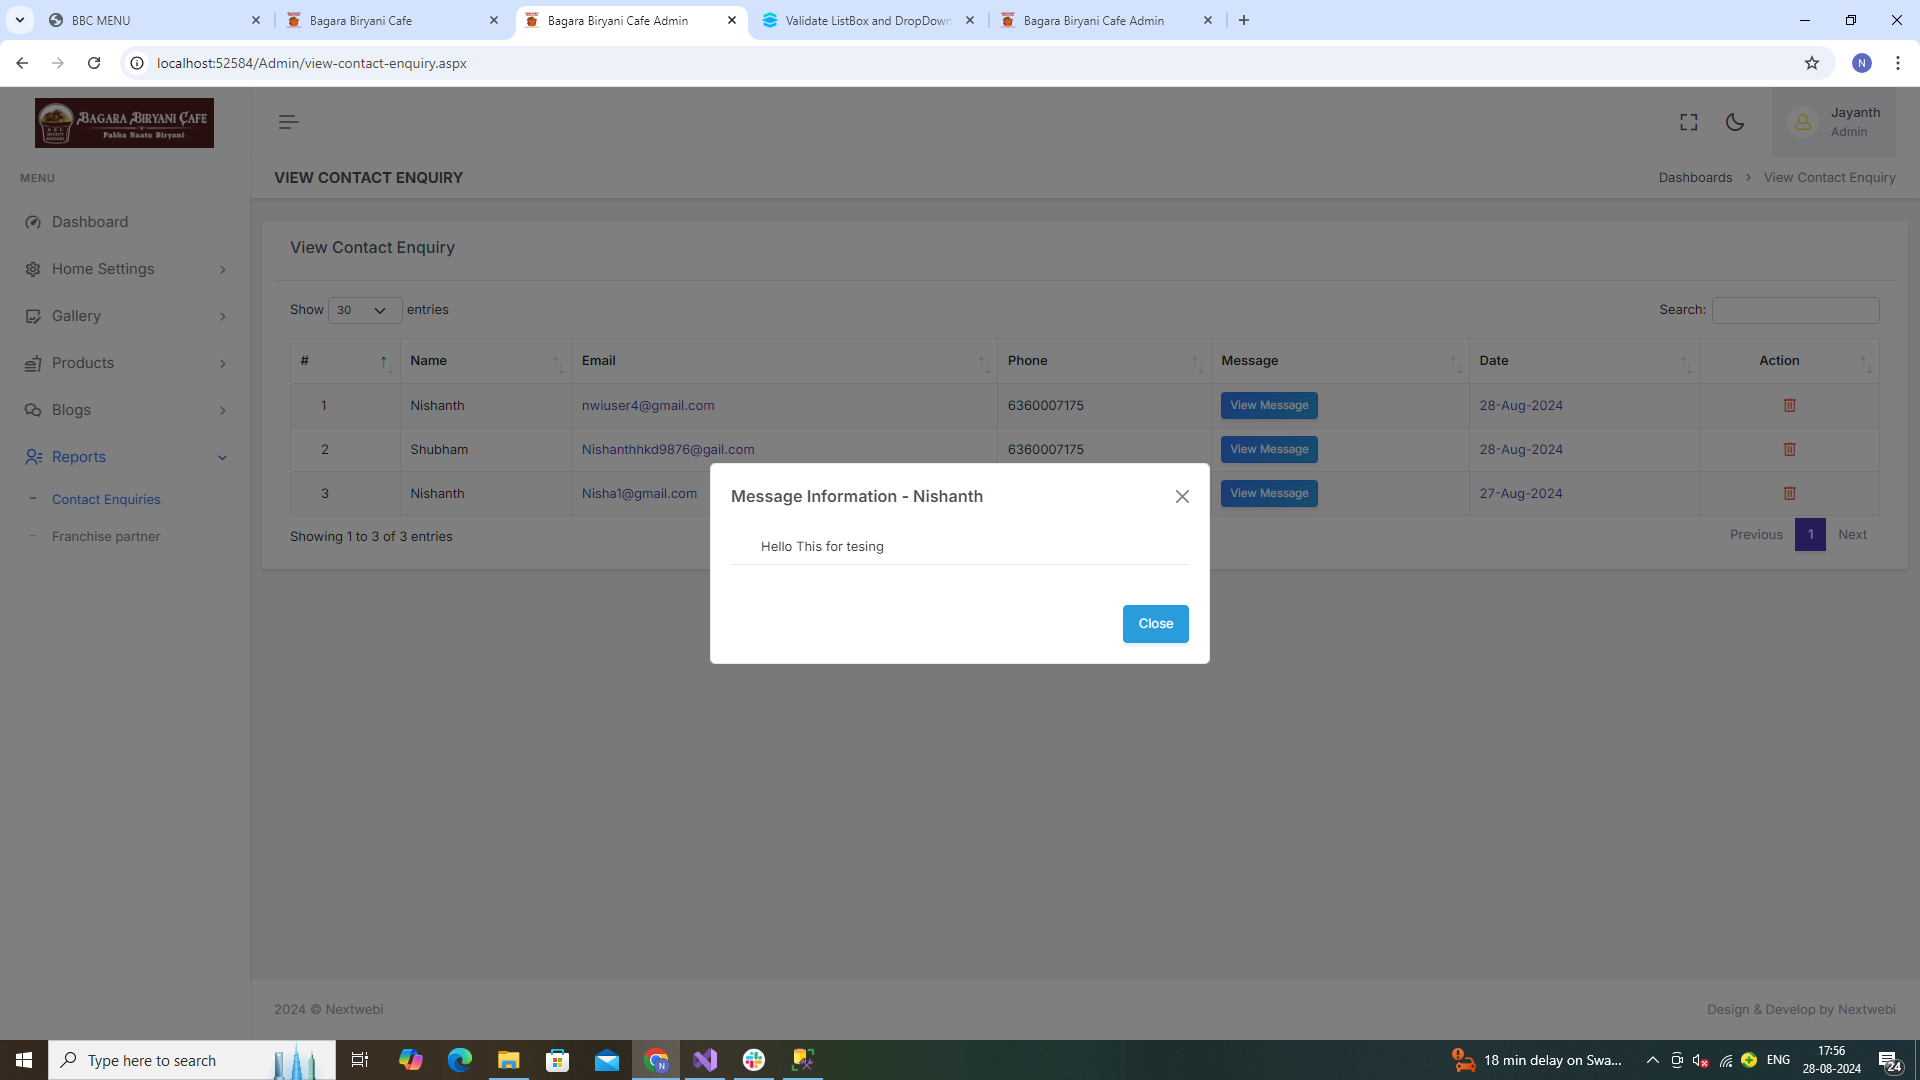 BBC MENU
Bagara Biryani Cafe
Bagara Biryani Cafe Admin
Validate ListBox and DropDown
Bagara Biryani Cafe Admin
localhost:52584/Admin/view-contact-enquiry.aspx
N
BAGARA BIRYANI CAFE
Pakka Naatu Biryani
Jayanth
Admin
MENU
VIEW CONTACT ENQUIRY
Dashboards > View Contact Enquiry
Dashboard
Home Settings
Gallery
Products
Blogs
Reports
- Contact Enquiries
- Franchise partner
View Contact Enquiry
Show 30 entries
Search:
# Name Email Phone Message Date Action
1 Nishanth nwiuser4@gmail.com 6360007175 View Message 28-Aug-2024
2 Shubham Nishanthhkd9876@gail.com 6360007175 View Message 28-Aug-2024
3 Nishanth Nisha1@gmail.com View Message 27-Aug-2024
Showing 1 to 3 of 3 entries
Previous 1 Next
Message Information - Nishanth
Hello This for tesing
Close
2024 © Nextwebi
Design & Develop by Nextwebi
Type here to search
18 min delay on Swa...
ENG
17:56
28-08-2024
24